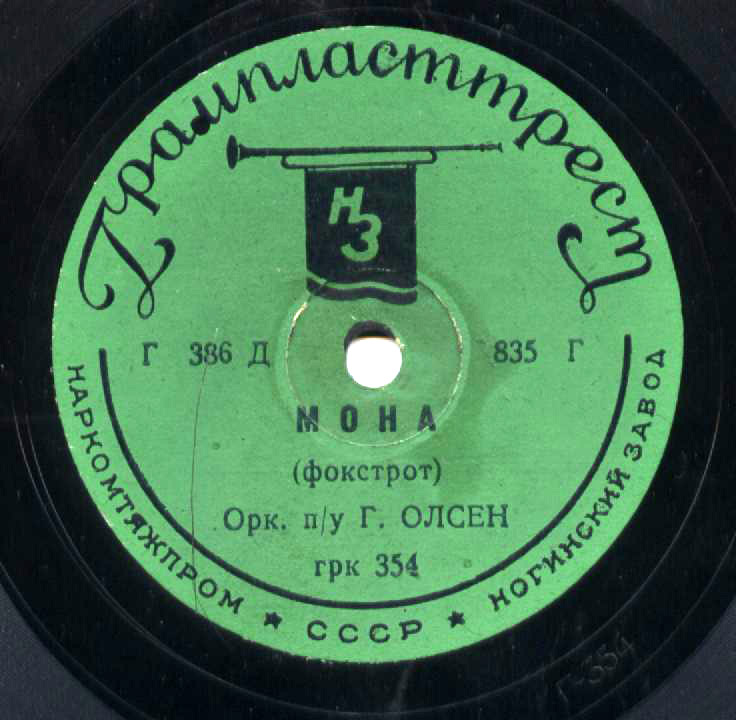 Грампласттрест
НЗ
Г 386 Д 835 Г
МОНА
(фокстрот)
Орк. п/у Г. ОЛСЕН
грк 354
НАРКОМТЯЖПРОМ ★ СССР ★ НОГИНСКИЙ ЗАВОД
Г-354